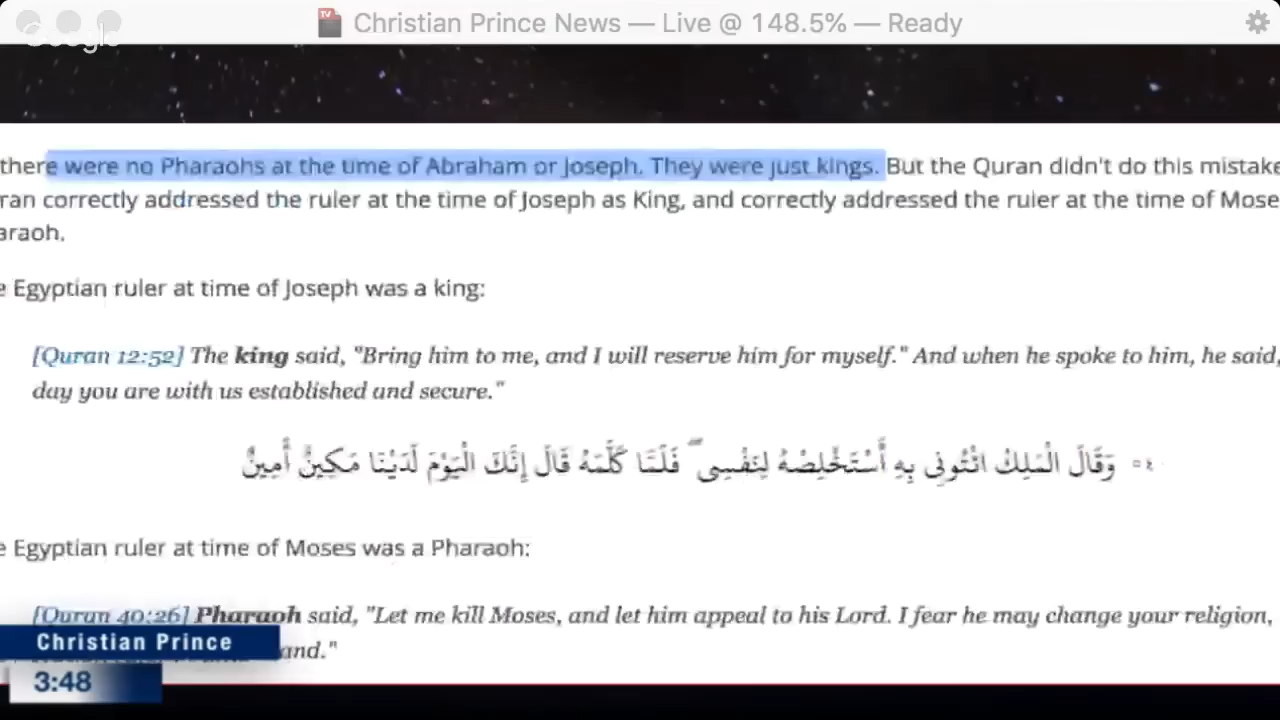 Christian Prince News — Live @ 148.5% — Ready
Google
there were no Pharaohs at the time of Abraham or Joseph. They were just kings. But the Quran didn't do this mistake
ran correctly addressed the ruler at the time of Joseph as King, and correctly addressed the ruler at the time of Mose
araoh.
e Egyptian ruler at time of Joseph was a king:
[Quran 12:52] The king said, "Bring him to me, and I will reserve him for myself." And when he spoke to him, he said,
day you are with us established and secure."
٥٤ وَقَالَ الْمَلِكُ ائْتُونِي بِهِ أَسْتَخْلِصْهُ لِنَفْسِي ۖ فَلَمَّا كَلَّمَهُ قَالَ إِنَّكَ الْيَوْمَ لَدَيْنَا مَكِينٌ أَمِينٌ
e Egyptian ruler at time of Moses was a Pharaoh:
[Quran 40:26] Pharaoh said, "Let me kill Moses, and let him appeal to his Lord. I fear he may change your religion,
and."
Christian Prince
3:48